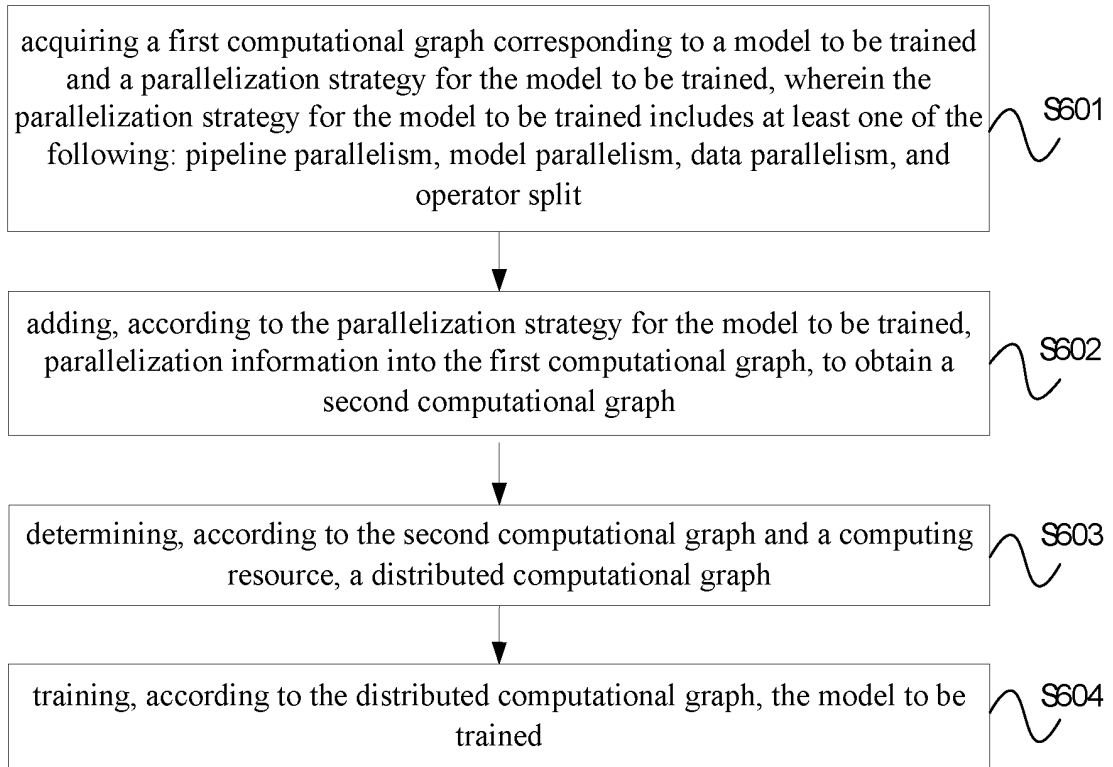 acquiring a first computational graph corresponding to a model to be trained
and a parallelization strategy for the model to be trained, wherein the
parallelization strategy for the model to be trained includes at least one of the
following: pipeline parallelism, model parallelism, data parallelism, and
operator split
S601
adding, according to the parallelization strategy for the model to be trained,
parallelization information into the first computational graph, to obtain a
second computational graph
S602
determining, according to the second computational graph and a computing
resource, a distributed computational graph
S603
training, according to the distributed computational graph, the model to be
trained
S604